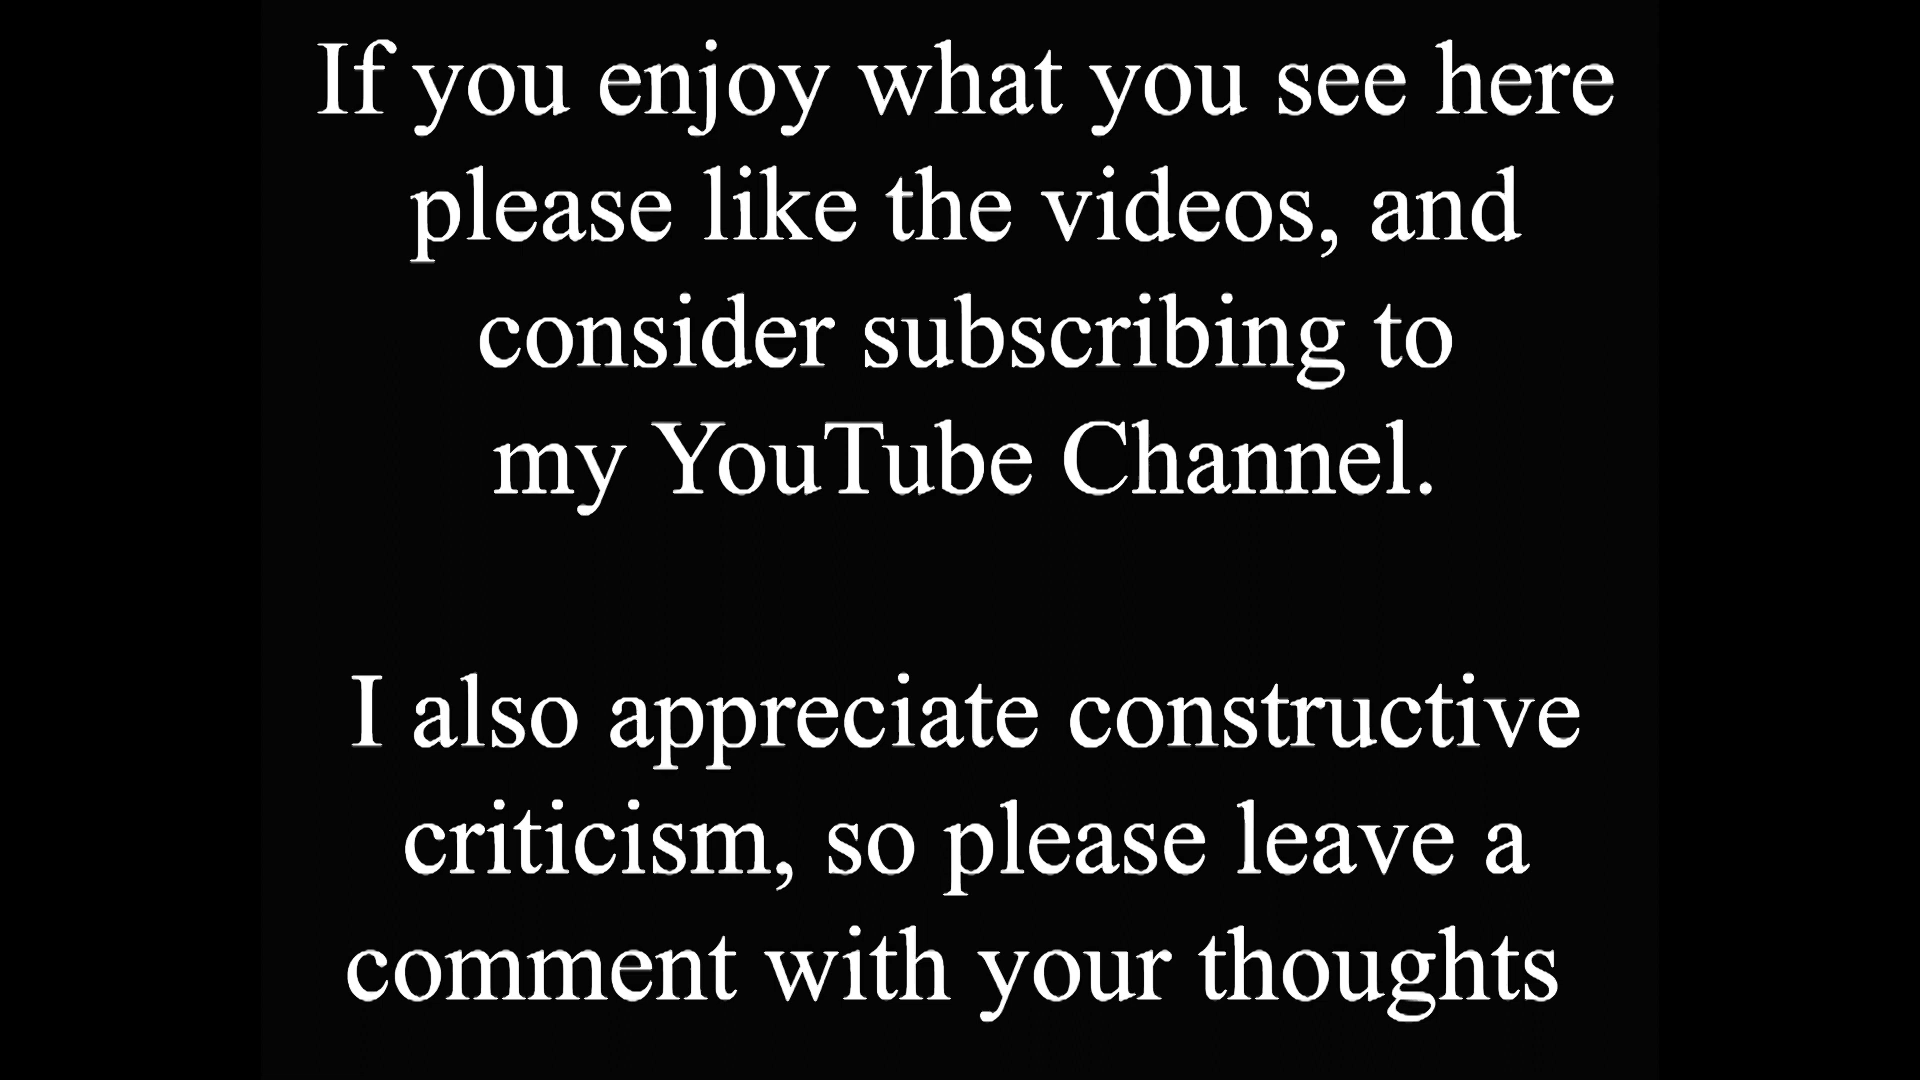 If you enjoy what you see here
please like the videos, and
consider subscribing to
my YouTube Channel.
I also appreciate constructive
criticism, so please leave a
comment with your thoughts